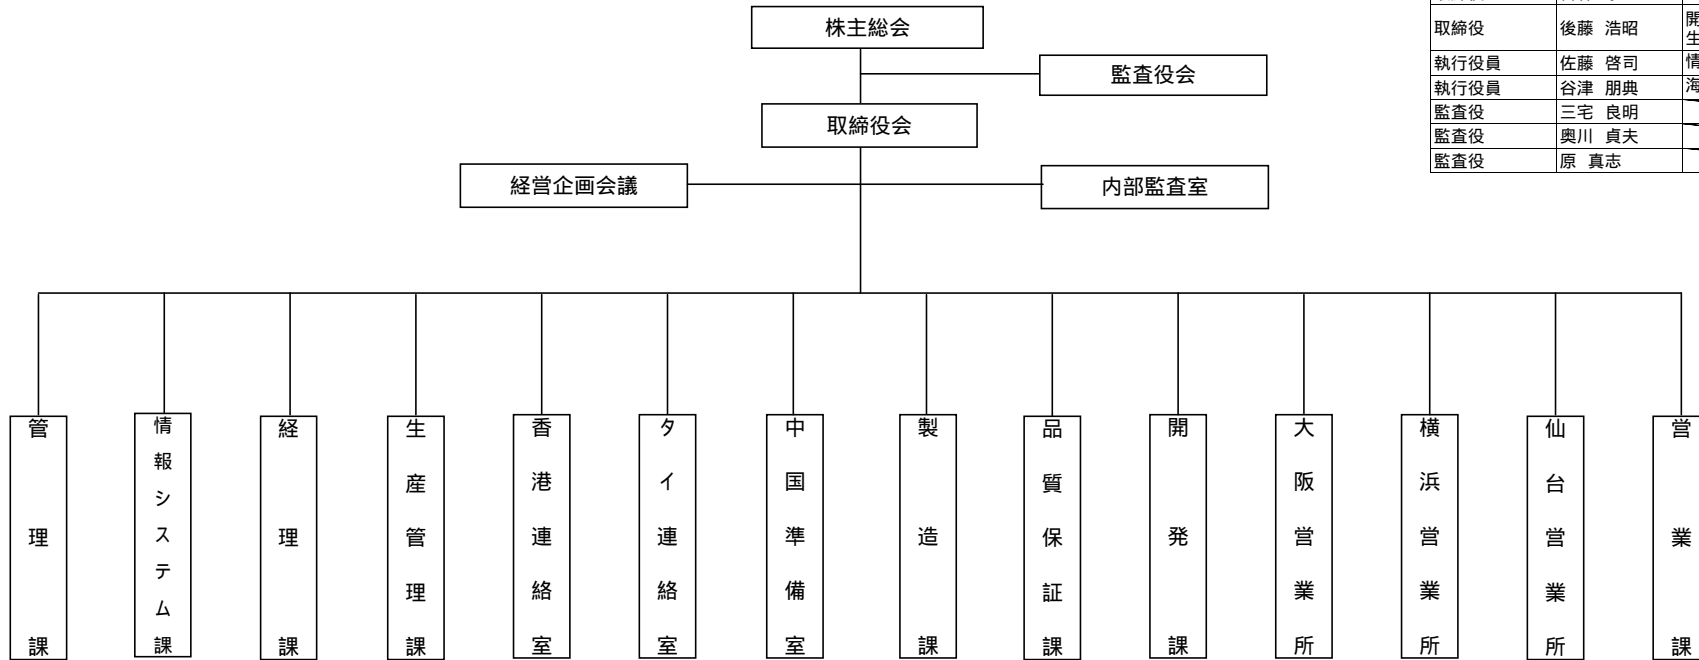 株主総会
監査役会
取締役会
経営企画会議
内部監査室
取締役 後藤 浩昭
執行役員 佐藤 啓司
執行役員 谷津 朋典
監査役 三宅 良明
監査役 奥川 貞夫
監査役 原 真志
管理課
情報システム課
経理課
生産管理課
香港連絡室
タイ連絡室
中国準備室
製造課
品質保証課
開発課
大阪営業所
横浜営業所
仙台営業所
営業課